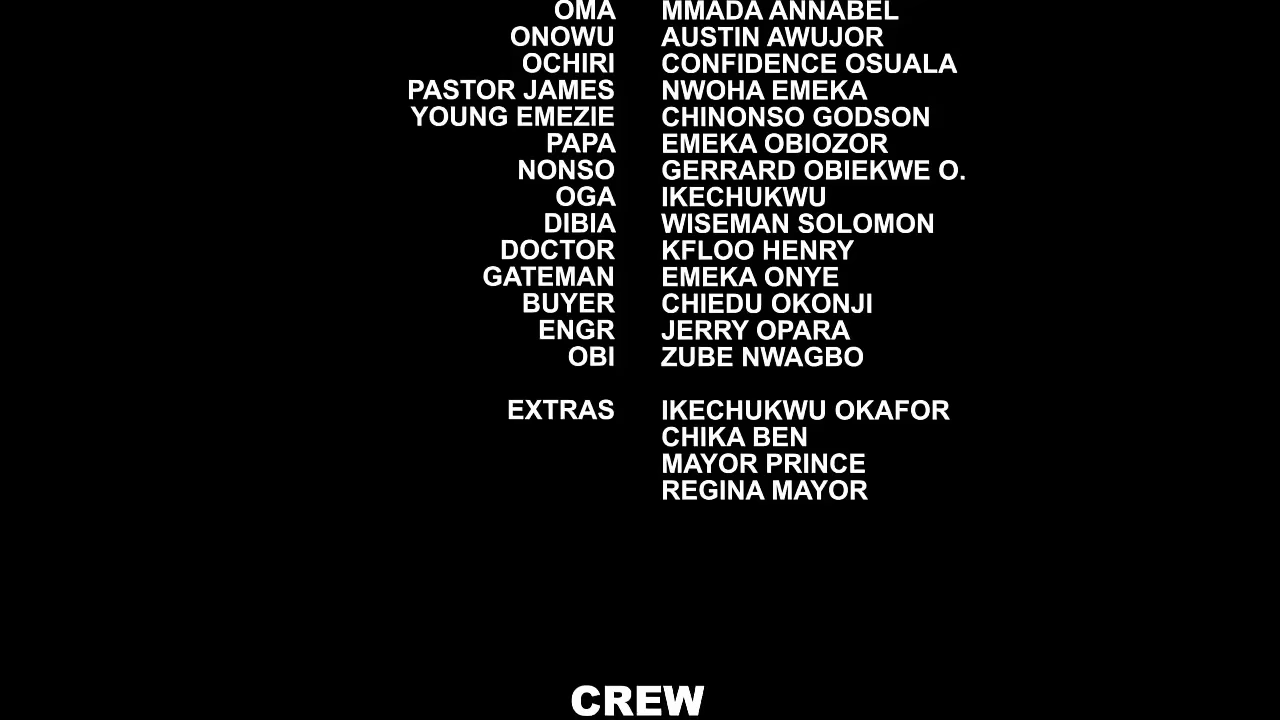 OMA MMADA ANNABEL
ONOWU AUSTIN AWUJOR
OCHIRI CONFIDENCE OSUALA
PASTOR JAMES NWOHA EMEKA
YOUNG EMEZIE CHINONSO GODSON
PAPA EMEKA OBIOZOR
NONSO GERRARD OBIEKWE O.
OGA IKECHUKWU
DIBIA WISEMAN SOLOMON
DOCTOR KFLOO HENRY
GATEMAN EMEKA ONYE
BUYER CHIEDU OKONJI
ENGR JERRY OPARA
OBI ZUBE NWAGBO
EXTRAS IKECHUKWU OKAFOR
CHIKA BEN
MAYOR PRINCE
REGINA MAYOR
CREW